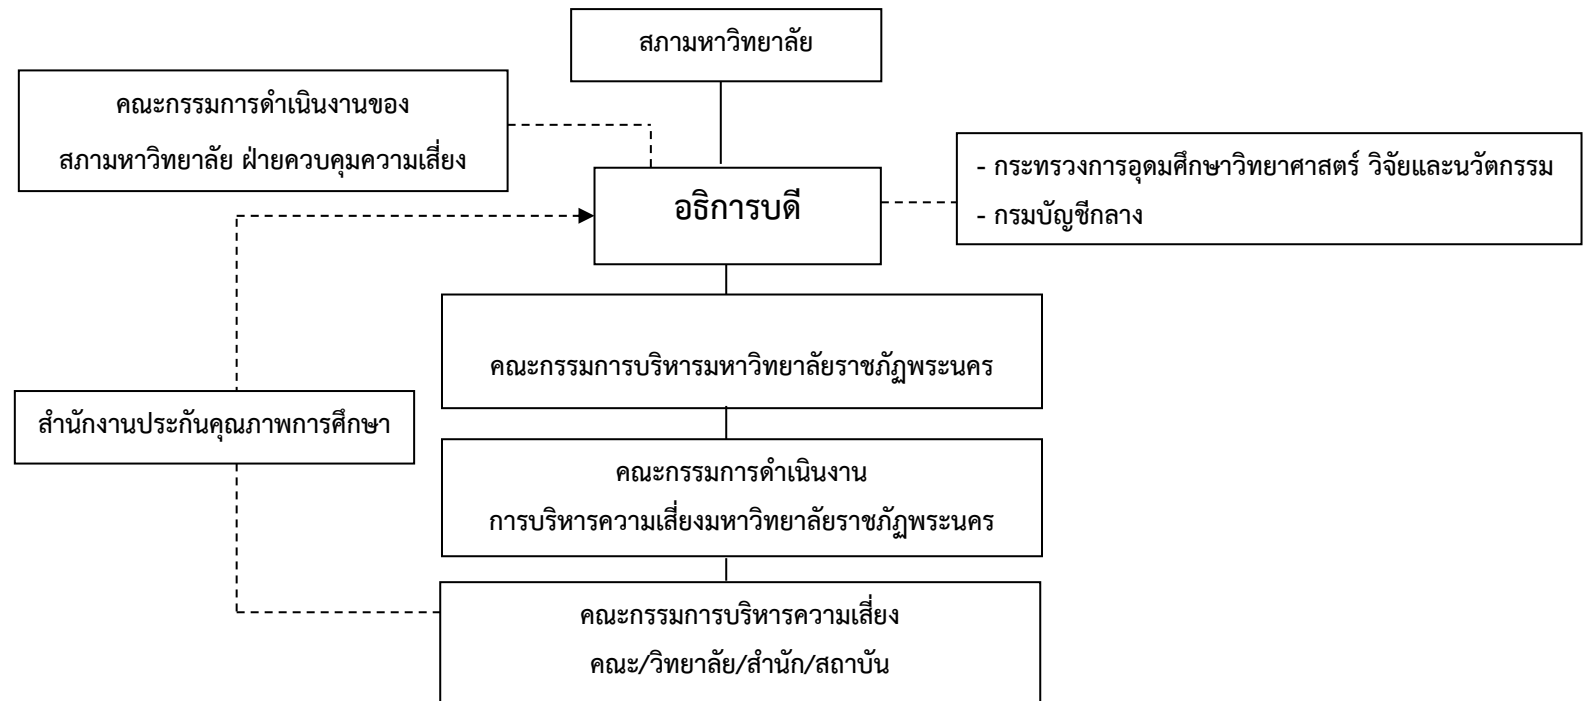 สภามหาวิทยาลัย
คณะกรรมการดำเนินงานของ
สภามหาวิทยาลัย ฝ่ายควบคุมความเสี่ยง
- กระทรวงการอุดมศึกษาวิทยาศาสตร์ วิจัยและนวัตกรรม
- กรมบัญชีกลาง
อธิการบดี
คณะกรรมการบริหารมหาวิทยาลัยราชภัฏพระนคร
สำนักงานประกันคุณภาพการศึกษา
คณะกรรมการดำเนินงาน
การบริหารความเสี่ยงมหาวิทยาลัยราชภัฏพระนคร
คณะกรรมการบริหารความเสี่ยง
คณะ/วิทยาลัย/สำนัก/สถาบัน